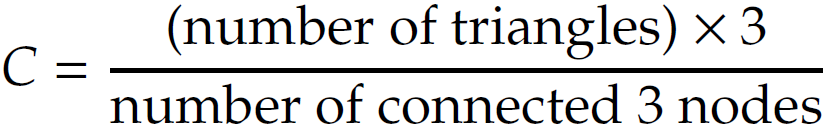 C = (number of triangles) × 3
number of connected 3 nodes